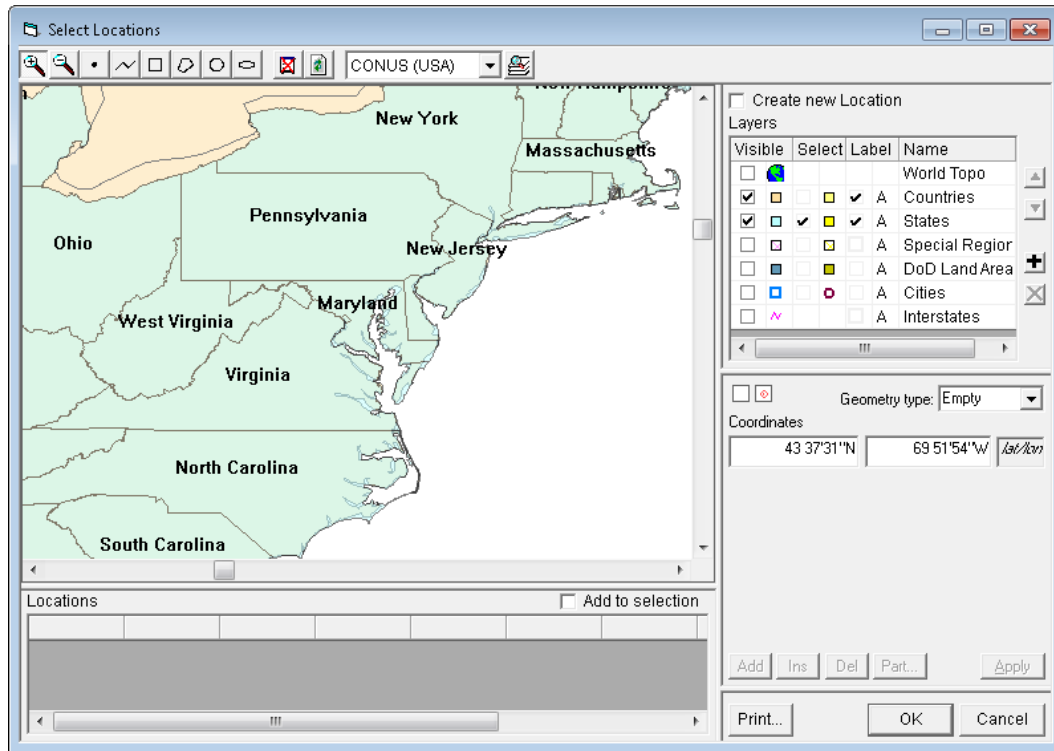 Select Locations
CONUS (USA)
New York
Massachusetts
Pennsylvania
Ohio
New Jersey
Maryland
West Virginia
Virginia
North Carolina
South Carolina
Create new Location
Layers
Visible Select Label Name
World Topo
A Countries
A States
A Special Region
A DoD Land Area
A Cities
A Interstates
Geometry type: Empty
Coordinates
43 37'31"N 69 51'54"W lat/lon
Locations Add to selection
Add Ins Del Part... Apply
Print... OK Cancel